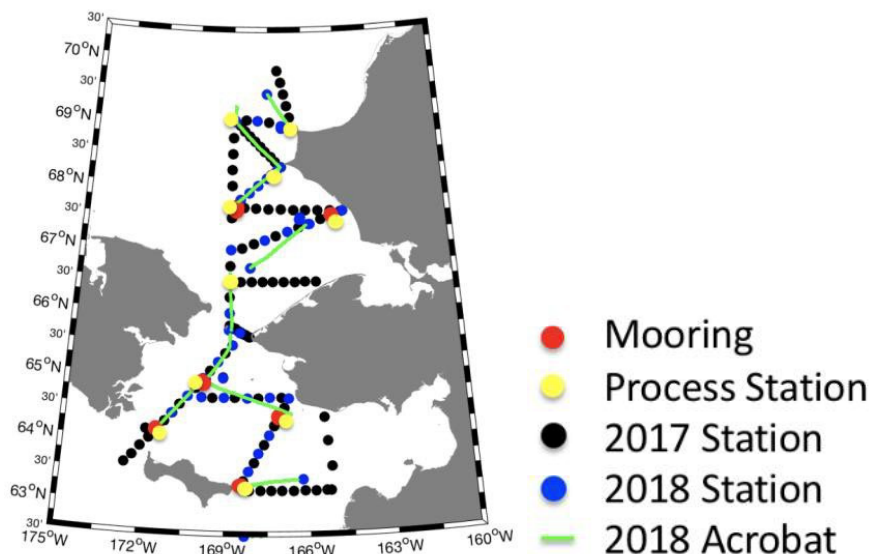 30'
70°N
30'
69°N
30'
68°N
30'
67°N
30'
66°N
30'
65°N
30'
64°N
30'
63°N
30'
175°W 172°W 169°W 166°W 163°W 160°W
Mooring
Process Station
2017 Station
2018 Station
2018 Acrobat